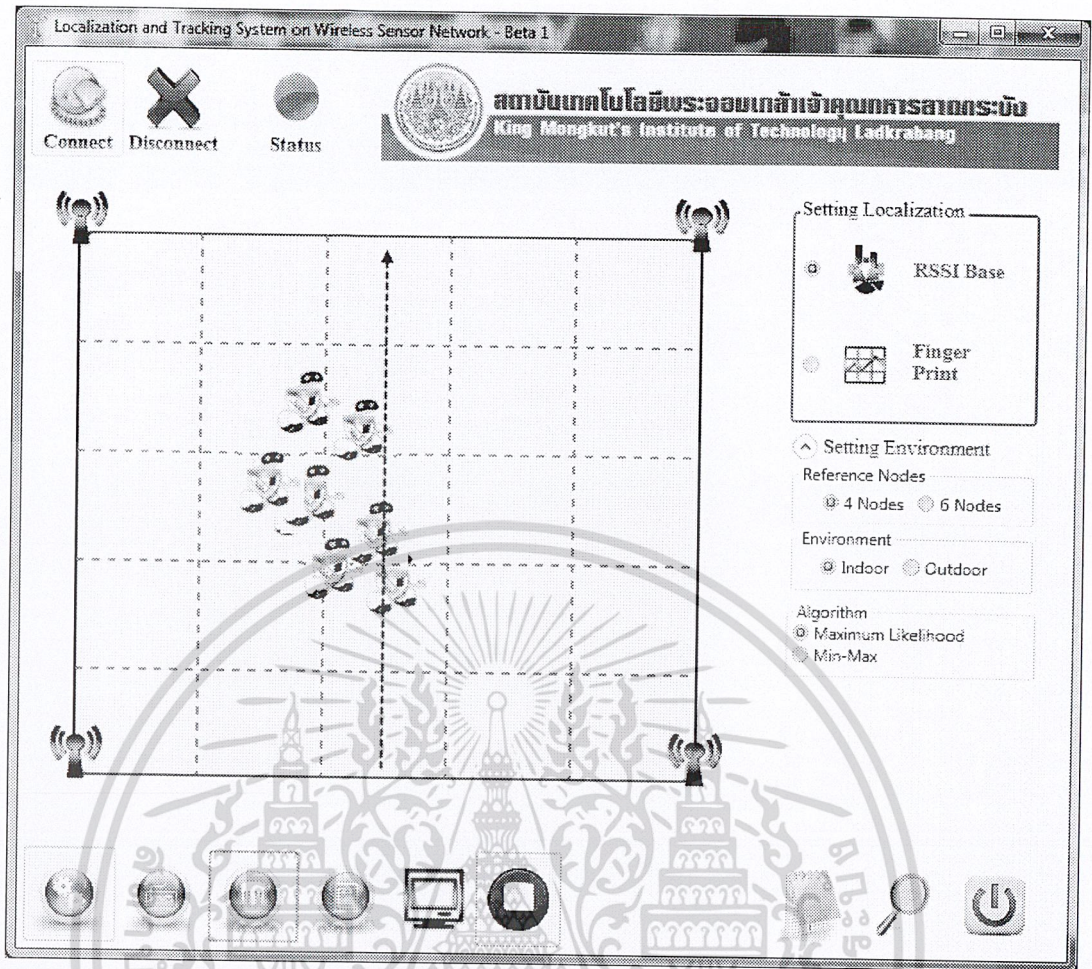 Localization and Tracking System on Wireless Sensor Network - Beta 1
Connect Disconnect Status
สถาบันเทคโนโลยีพระจอมเกล้าเจ้าคุณทหารลาดกระบัง
King Mongkut's Institute of Technology Ladkrabang
Setting Localization
RSSI Base
Finger
Print
Setting Environment
Reference Nodes
4 Nodes 6 Nodes
Environment
Indoor Outdoor
Algorithm
Maximum Likelihood
Min-Max